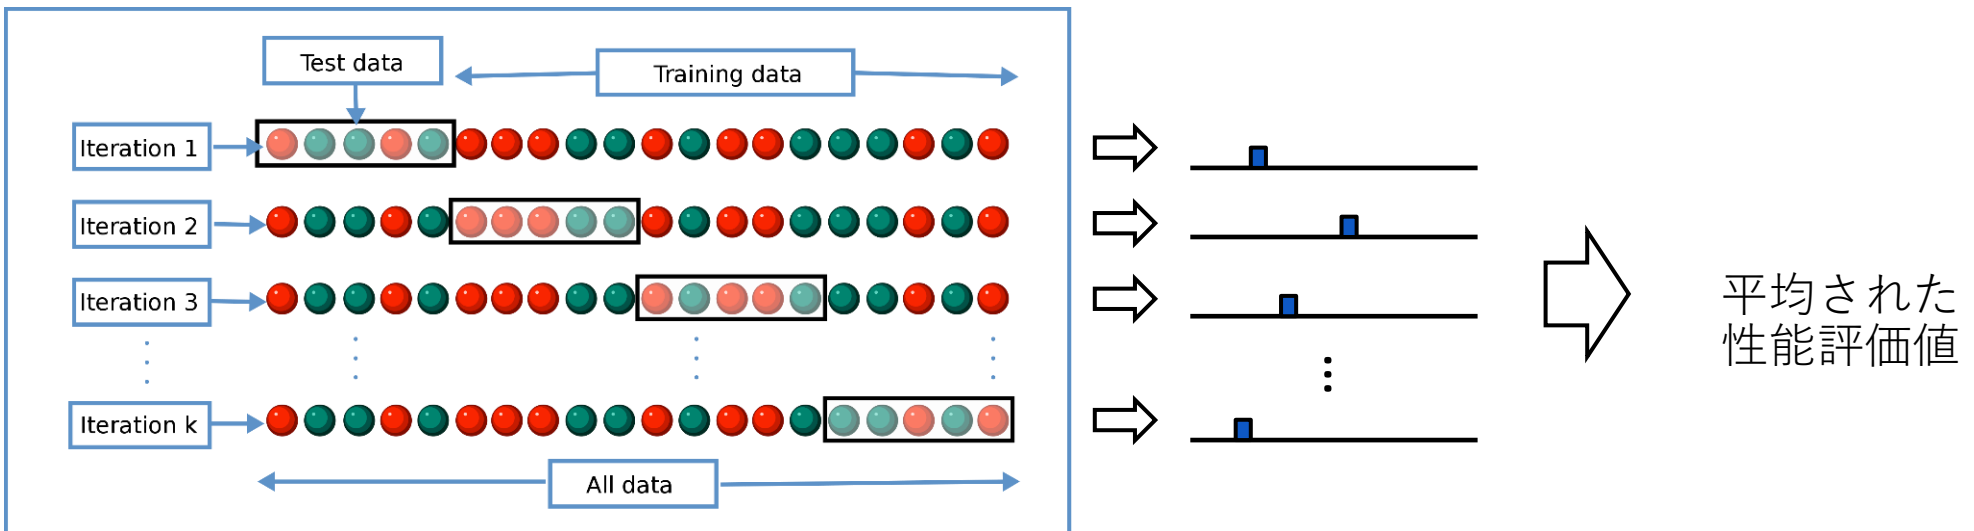 Test data
Training data
Iteration 1
Iteration 2
Iteration 3
Iteration k
All data
平均された
性能評価値